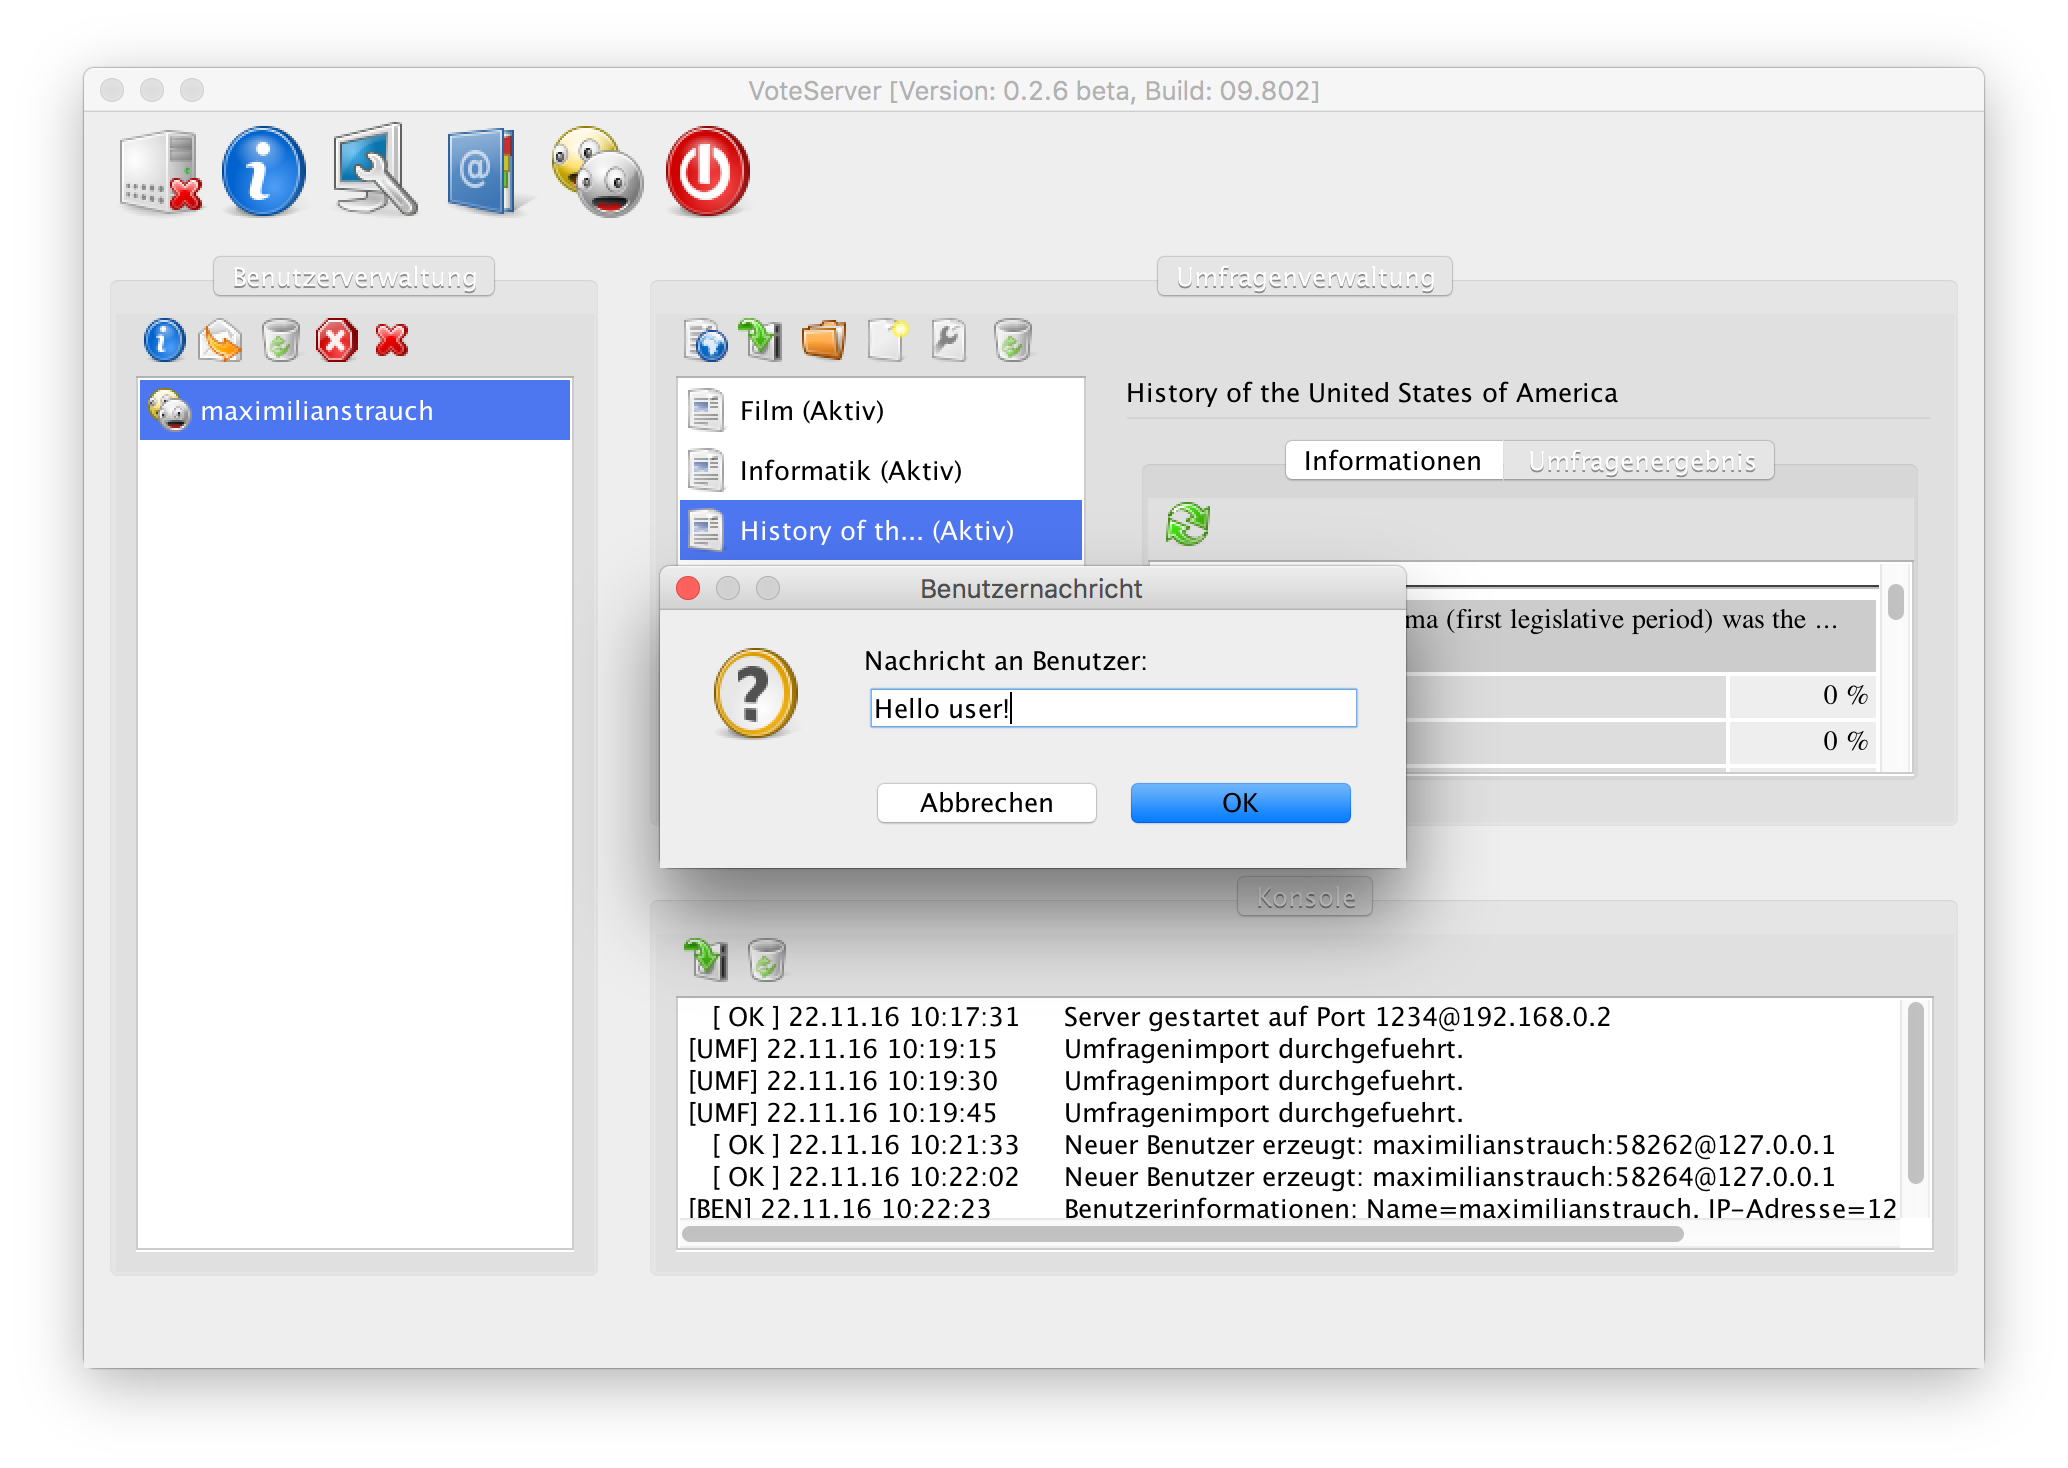 VoteServer [Version: 0.2.6 beta, Build: 09.802]
Benutzerverwaltung
maximilianstrauch
Umfragenverwaltung
Film (Aktiv)
Informatik (Aktiv)
History of th... (Aktiv)
History of the United States of America
Informationen
Umfragenergebnis
ma (first legislative period) was the ...
0 %
0 %
Benutzernachricht
Nachricht an Benutzer:
Hello user!
Abbrechen
OK
Konsole
[ OK ] 22.11.16 10:17:31 Server gestartet auf Port 1234@192.168.0.2
[UMF] 22.11.16 10:19:15 Umfragenimport durchgefuehrt.
[UMF] 22.11.16 10:19:30 Umfragenimport durchgefuehrt.
[UMF] 22.11.16 10:19:45 Umfragenimport durchgefuehrt.
[ OK ] 22.11.16 10:21:33 Neuer Benutzer erzeugt: maximilianstrauch:58262@127.0.0.1
[ OK ] 22.11.16 10:22:02 Neuer Benutzer erzeugt: maximilianstrauch:58264@127.0.0.1
[BEN] 22.11.16 10:22:23 Benutzerinformationen: Name=maximilianstrauch, IP-Adresse=12